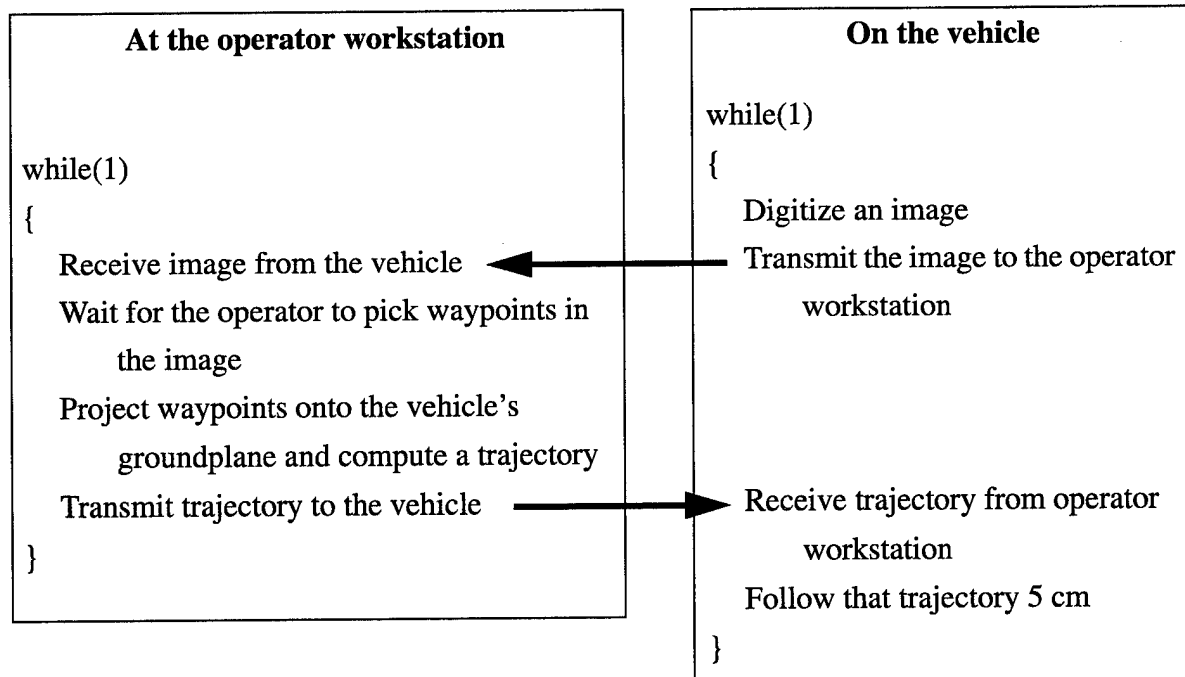 At the operator workstation
while(1)
{
Receive image from the vehicle
Wait for the operator to pick waypoints in
the image
Project waypoints onto the vehicle's
groundplane and compute a trajectory
Transmit trajectory to the vehicle
}
On the vehicle
while(1)
{
Digitize an image
Transmit the image to the operator
workstation
Receive trajectory from operator
workstation
Follow that trajectory 5 cm
}